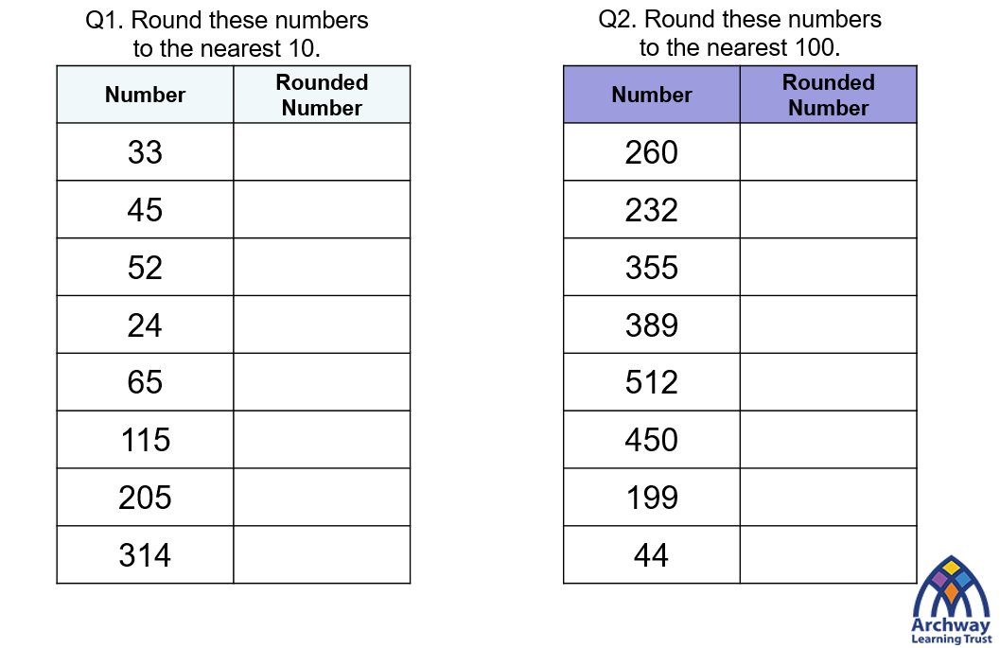 Q1. Round these numbers
to the nearest 10.
Number
Rounded
Number
33
45
52
24
65
115
205
314
Q2. Round these numbers
to the nearest 100.
Number
Rounded
Number
260
232
355
389
512
450
199
44
Archway
Learning Trust